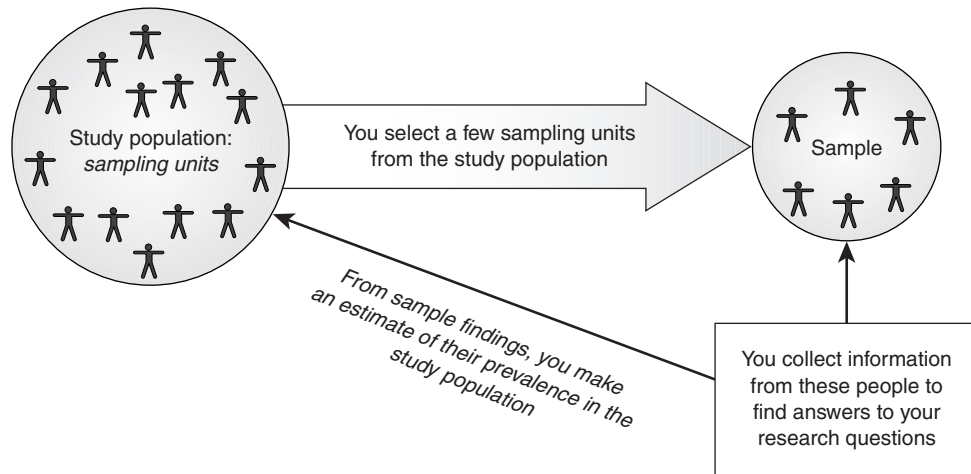 Study population:
sampling units
You select a few sampling units
from the study population
Sample
From sample findings, you make
an estimate of their prevalence in the
study population
You collect information
from these people to
find answers to your
research questions